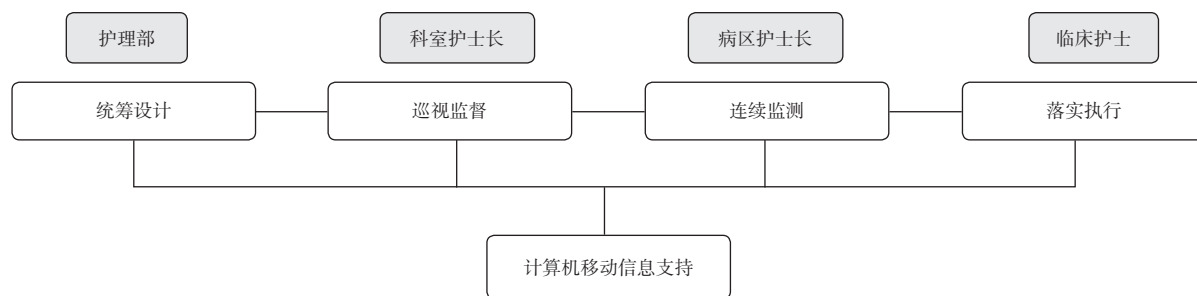 护理部
科室护士长
病区护士长
临床护士
统筹设计
巡视监督
连续监测
落实执行
计算机移动信息支持